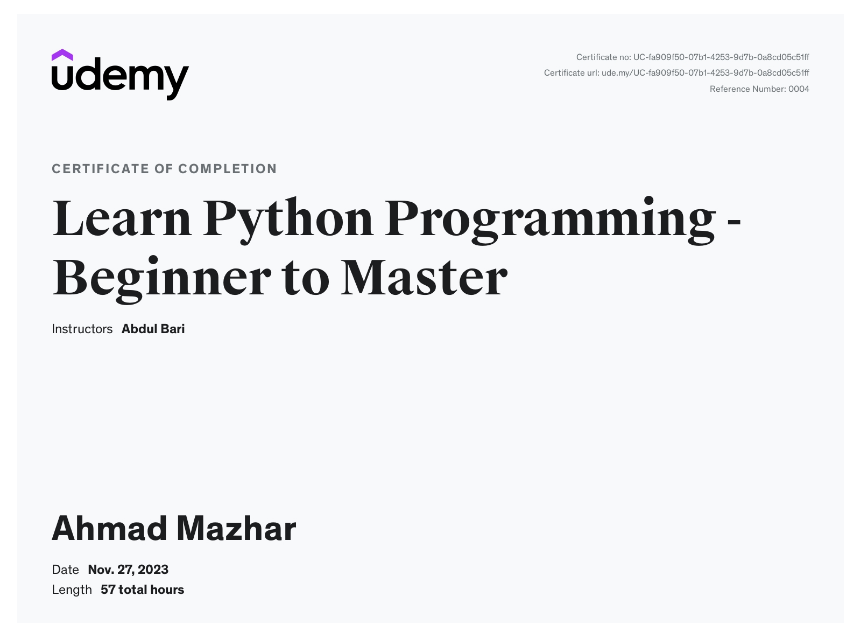 udemy
Certificate no: UC-fa909f50-07b1-4253-9d7b-0a8cd05c51ff
Certificate url: ude.my/UC-fa909f50-07b1-4253-9d7b-0a8cd05c51ff
Reference Number: 0004
CERTIFICATE OF COMPLETION
Learn Python Programming -
Beginner to Master
Instructors Abdul Bari
Ahmad Mazhar
Date Nov. 27, 2023
Length 57 total hours